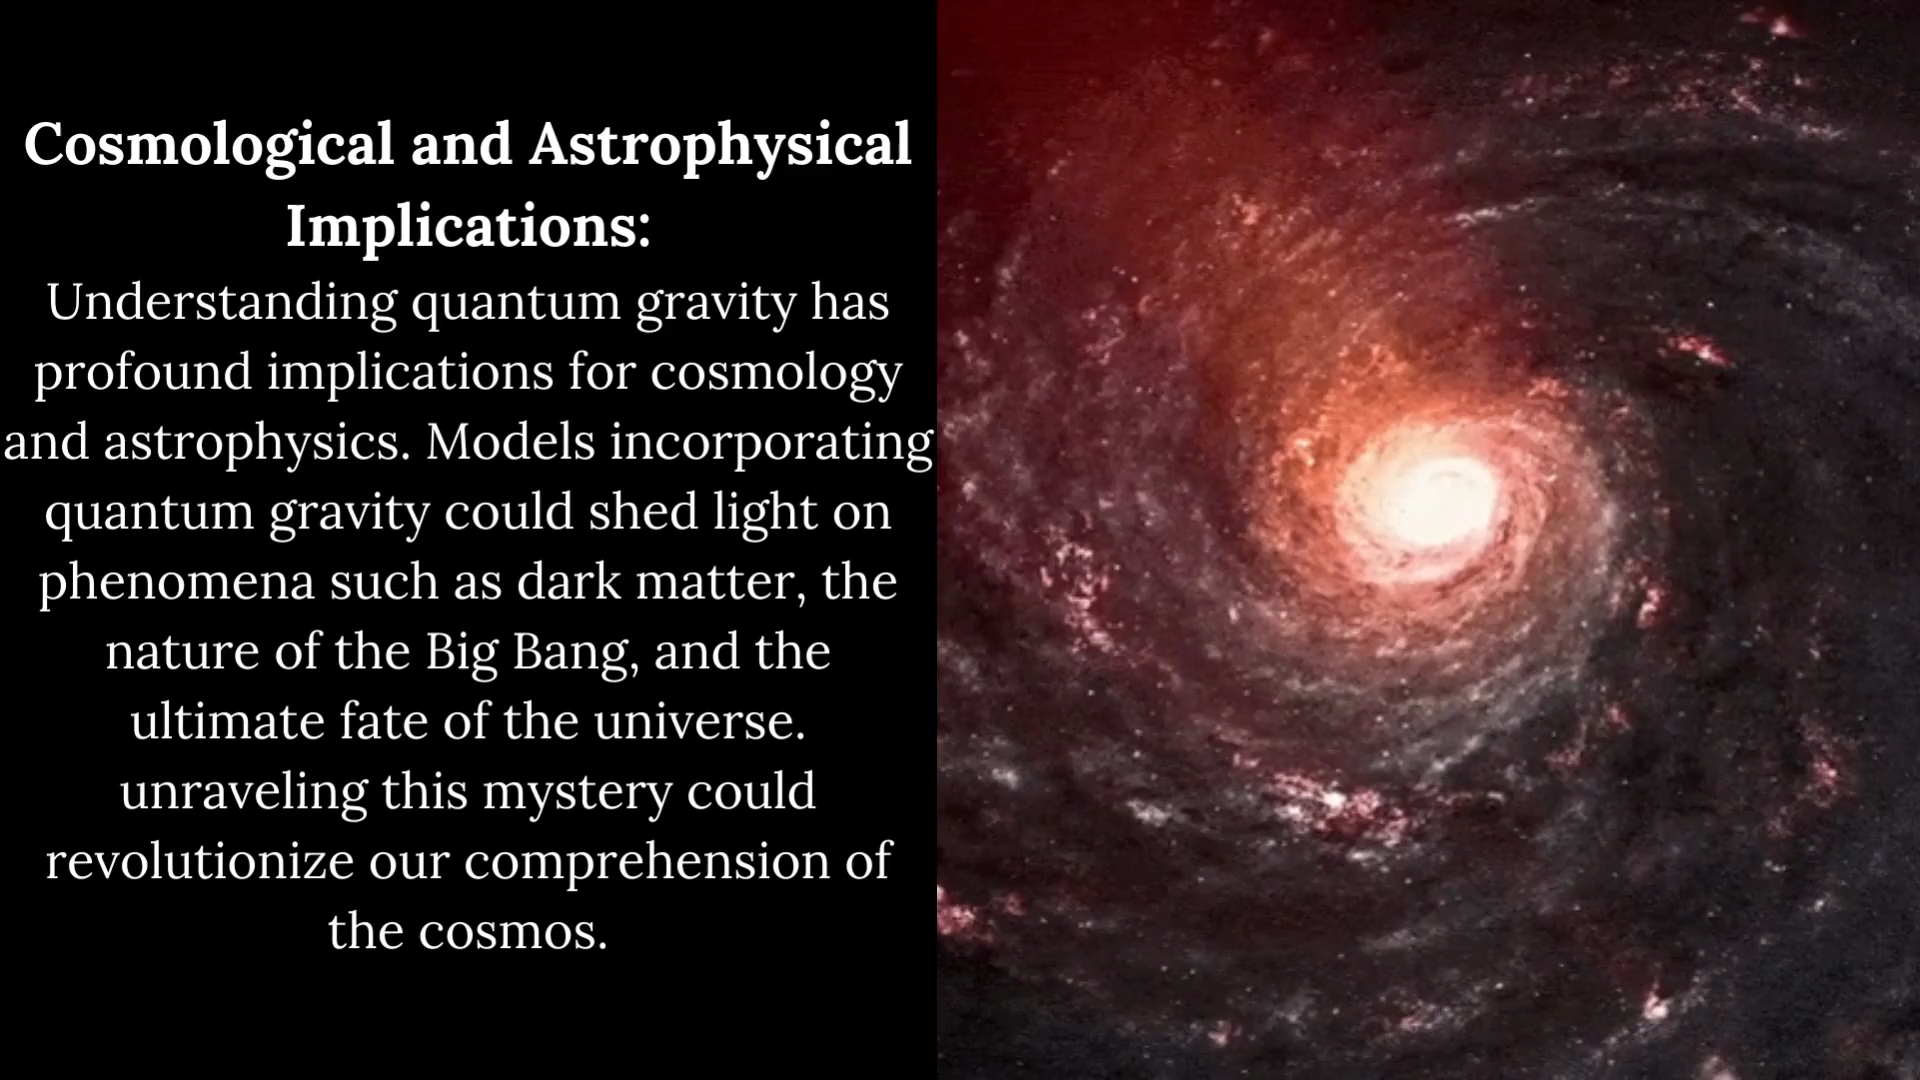 Cosmological and Astrophysical
Implications:
Understanding quantum gravity has
profound implications for cosmology
and astrophysics. Models incorporating
quantum gravity could shed light on
phenomena such as dark matter, the
nature of the Big Bang, and the
ultimate fate of the universe.
unraveling this mystery could
revolutionize our comprehension of
the cosmos.